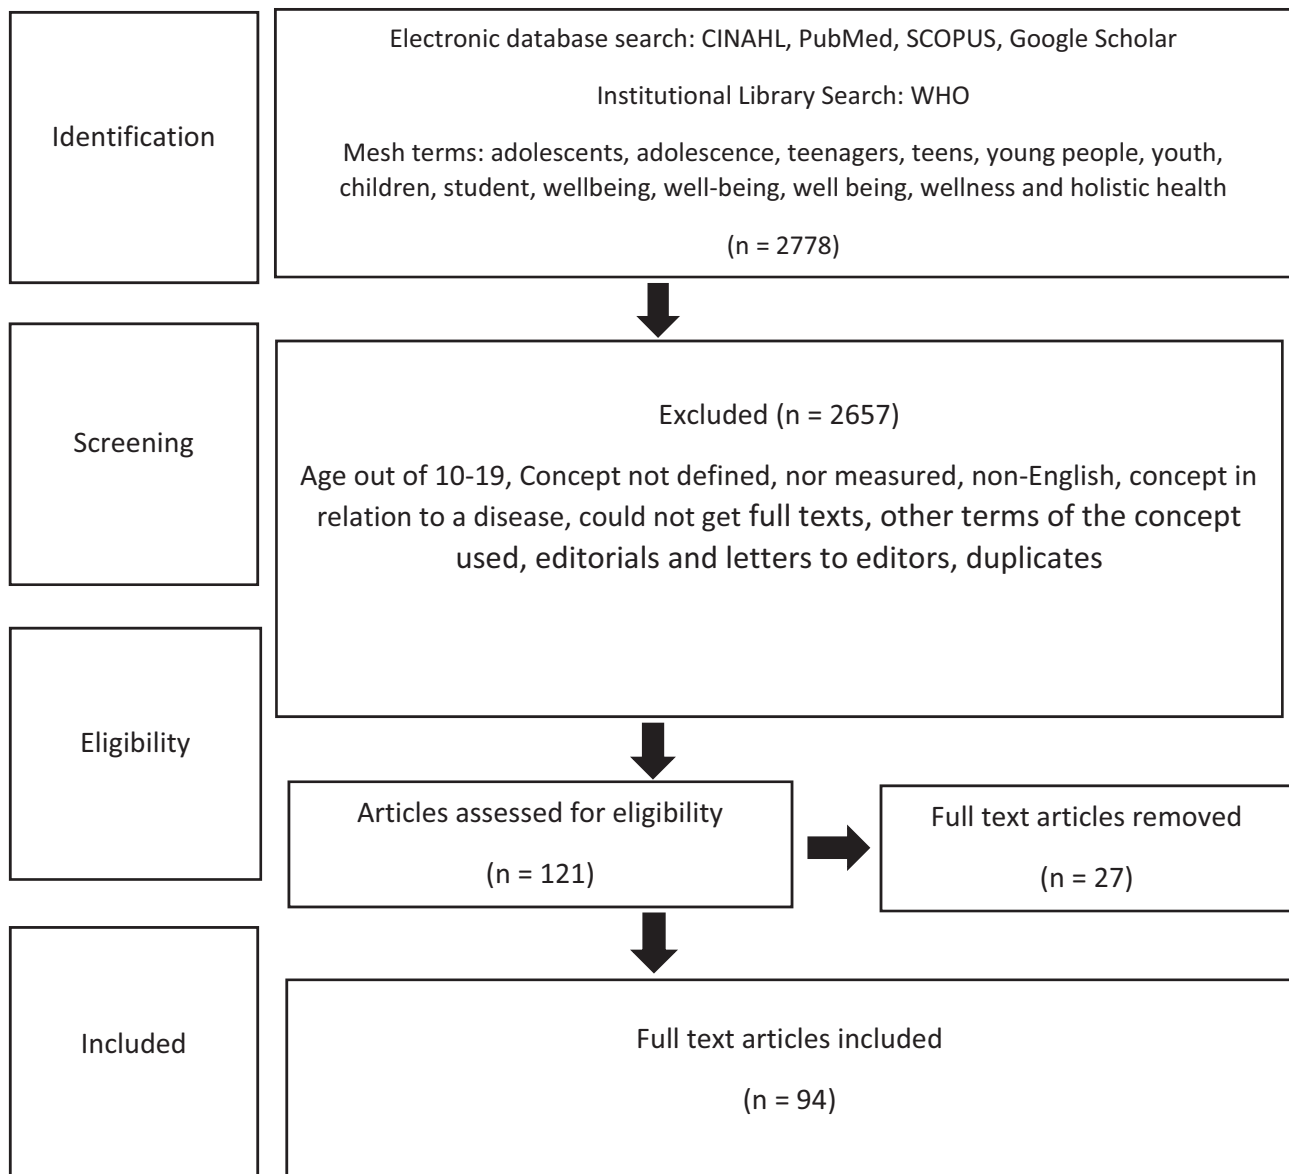 Identification
Electronic database search: CINAHL, PubMed, SCOPUS, Google Scholar
Institutional Library Search: WHO
Mesh terms: adolescents, adolescence, teenagers, teens, young people, youth,
children, student, wellbeing, well-being, well being, wellness and holistic health
(n = 2778)
Screening
Excluded (n = 2657)
Age out of 10-19, Concept not defined, nor measured, non-English, concept in
relation to a disease, could not get full texts, other terms of the concept
used, editorials and letters to editors, duplicates
Eligibility
Articles assessed for eligibility
(n = 121)
Full text articles removed
(n = 27)
Included
Full text articles included
(n = 94)